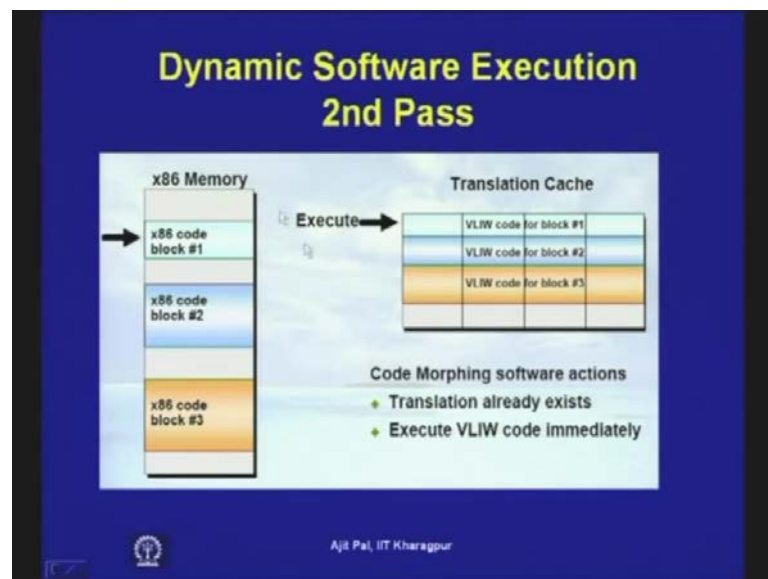 Dynamic Software Execution
2nd Pass
x86 Memory
x86 code
block #1
x86 code
block #2
x86 code
block #3
Execute
Translation Cache
VLIW code for block #1
VLIW code for block #2
VLIW code for block #3
Code Morphing software actions
Translation already exists
Execute VLIW code immediately
Ajit Pal, IIT Kharagpur